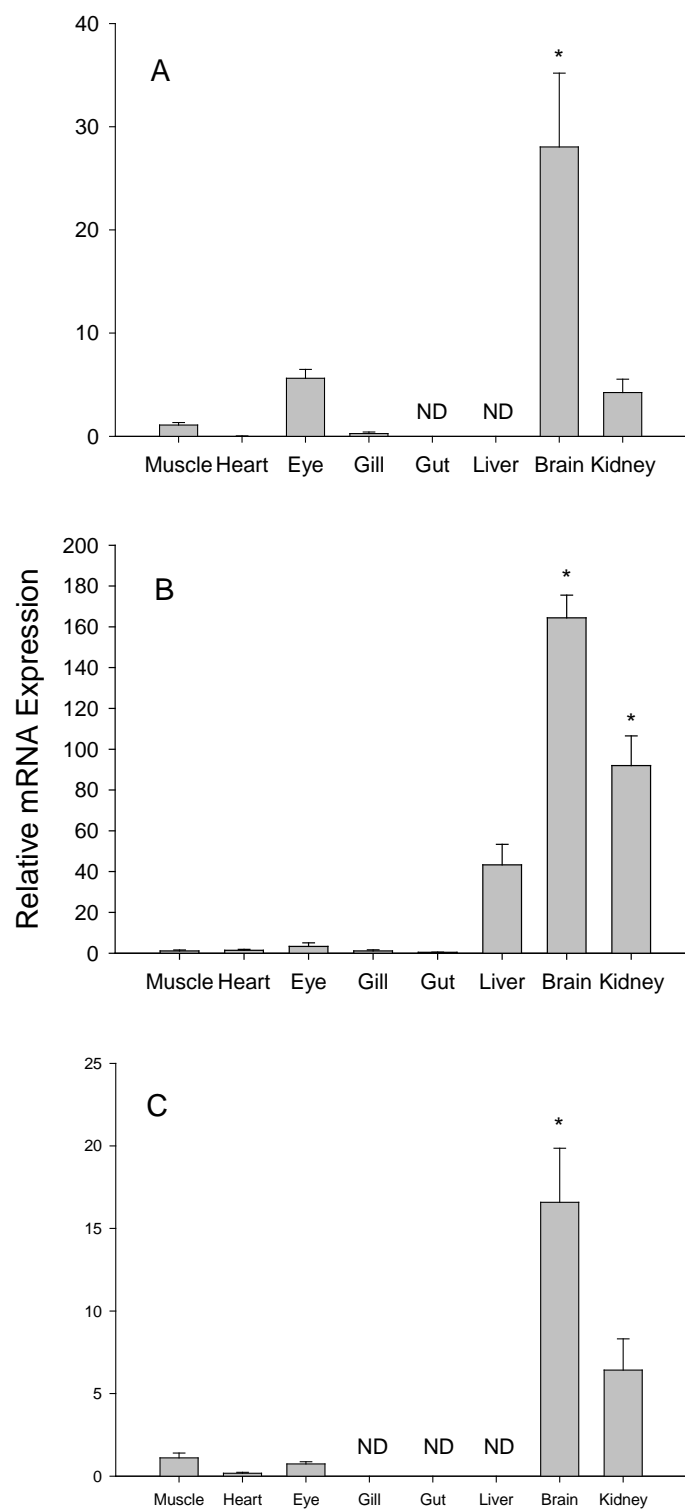 40
A
*
30
20
10
ND ND
0
Muscle Heart Eye Gill Gut Liver Brain Kidney
Relative mRNA Expression
200
B
*
180
160
140
*
120
100
80
60
40
20
0
Muscle Heart Eye Gill Gut Liver Brain Kidney
25
C
*
20
15
10
5
ND ND ND
0
Muscle Heart Eye Gill Gut Liver Brain Kidney